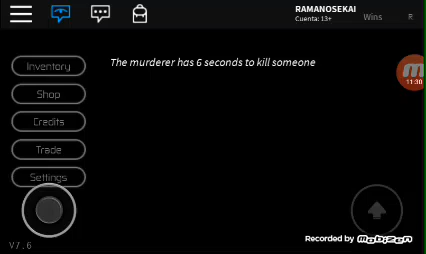 RAMANOSEKAI
Cuenta: 13+
Wins
R
The murderer has 6 seconds to kill someone
Inventory
Shop
Credits
Trade
Settings
11:30
V7.6
Recorded by mobizen